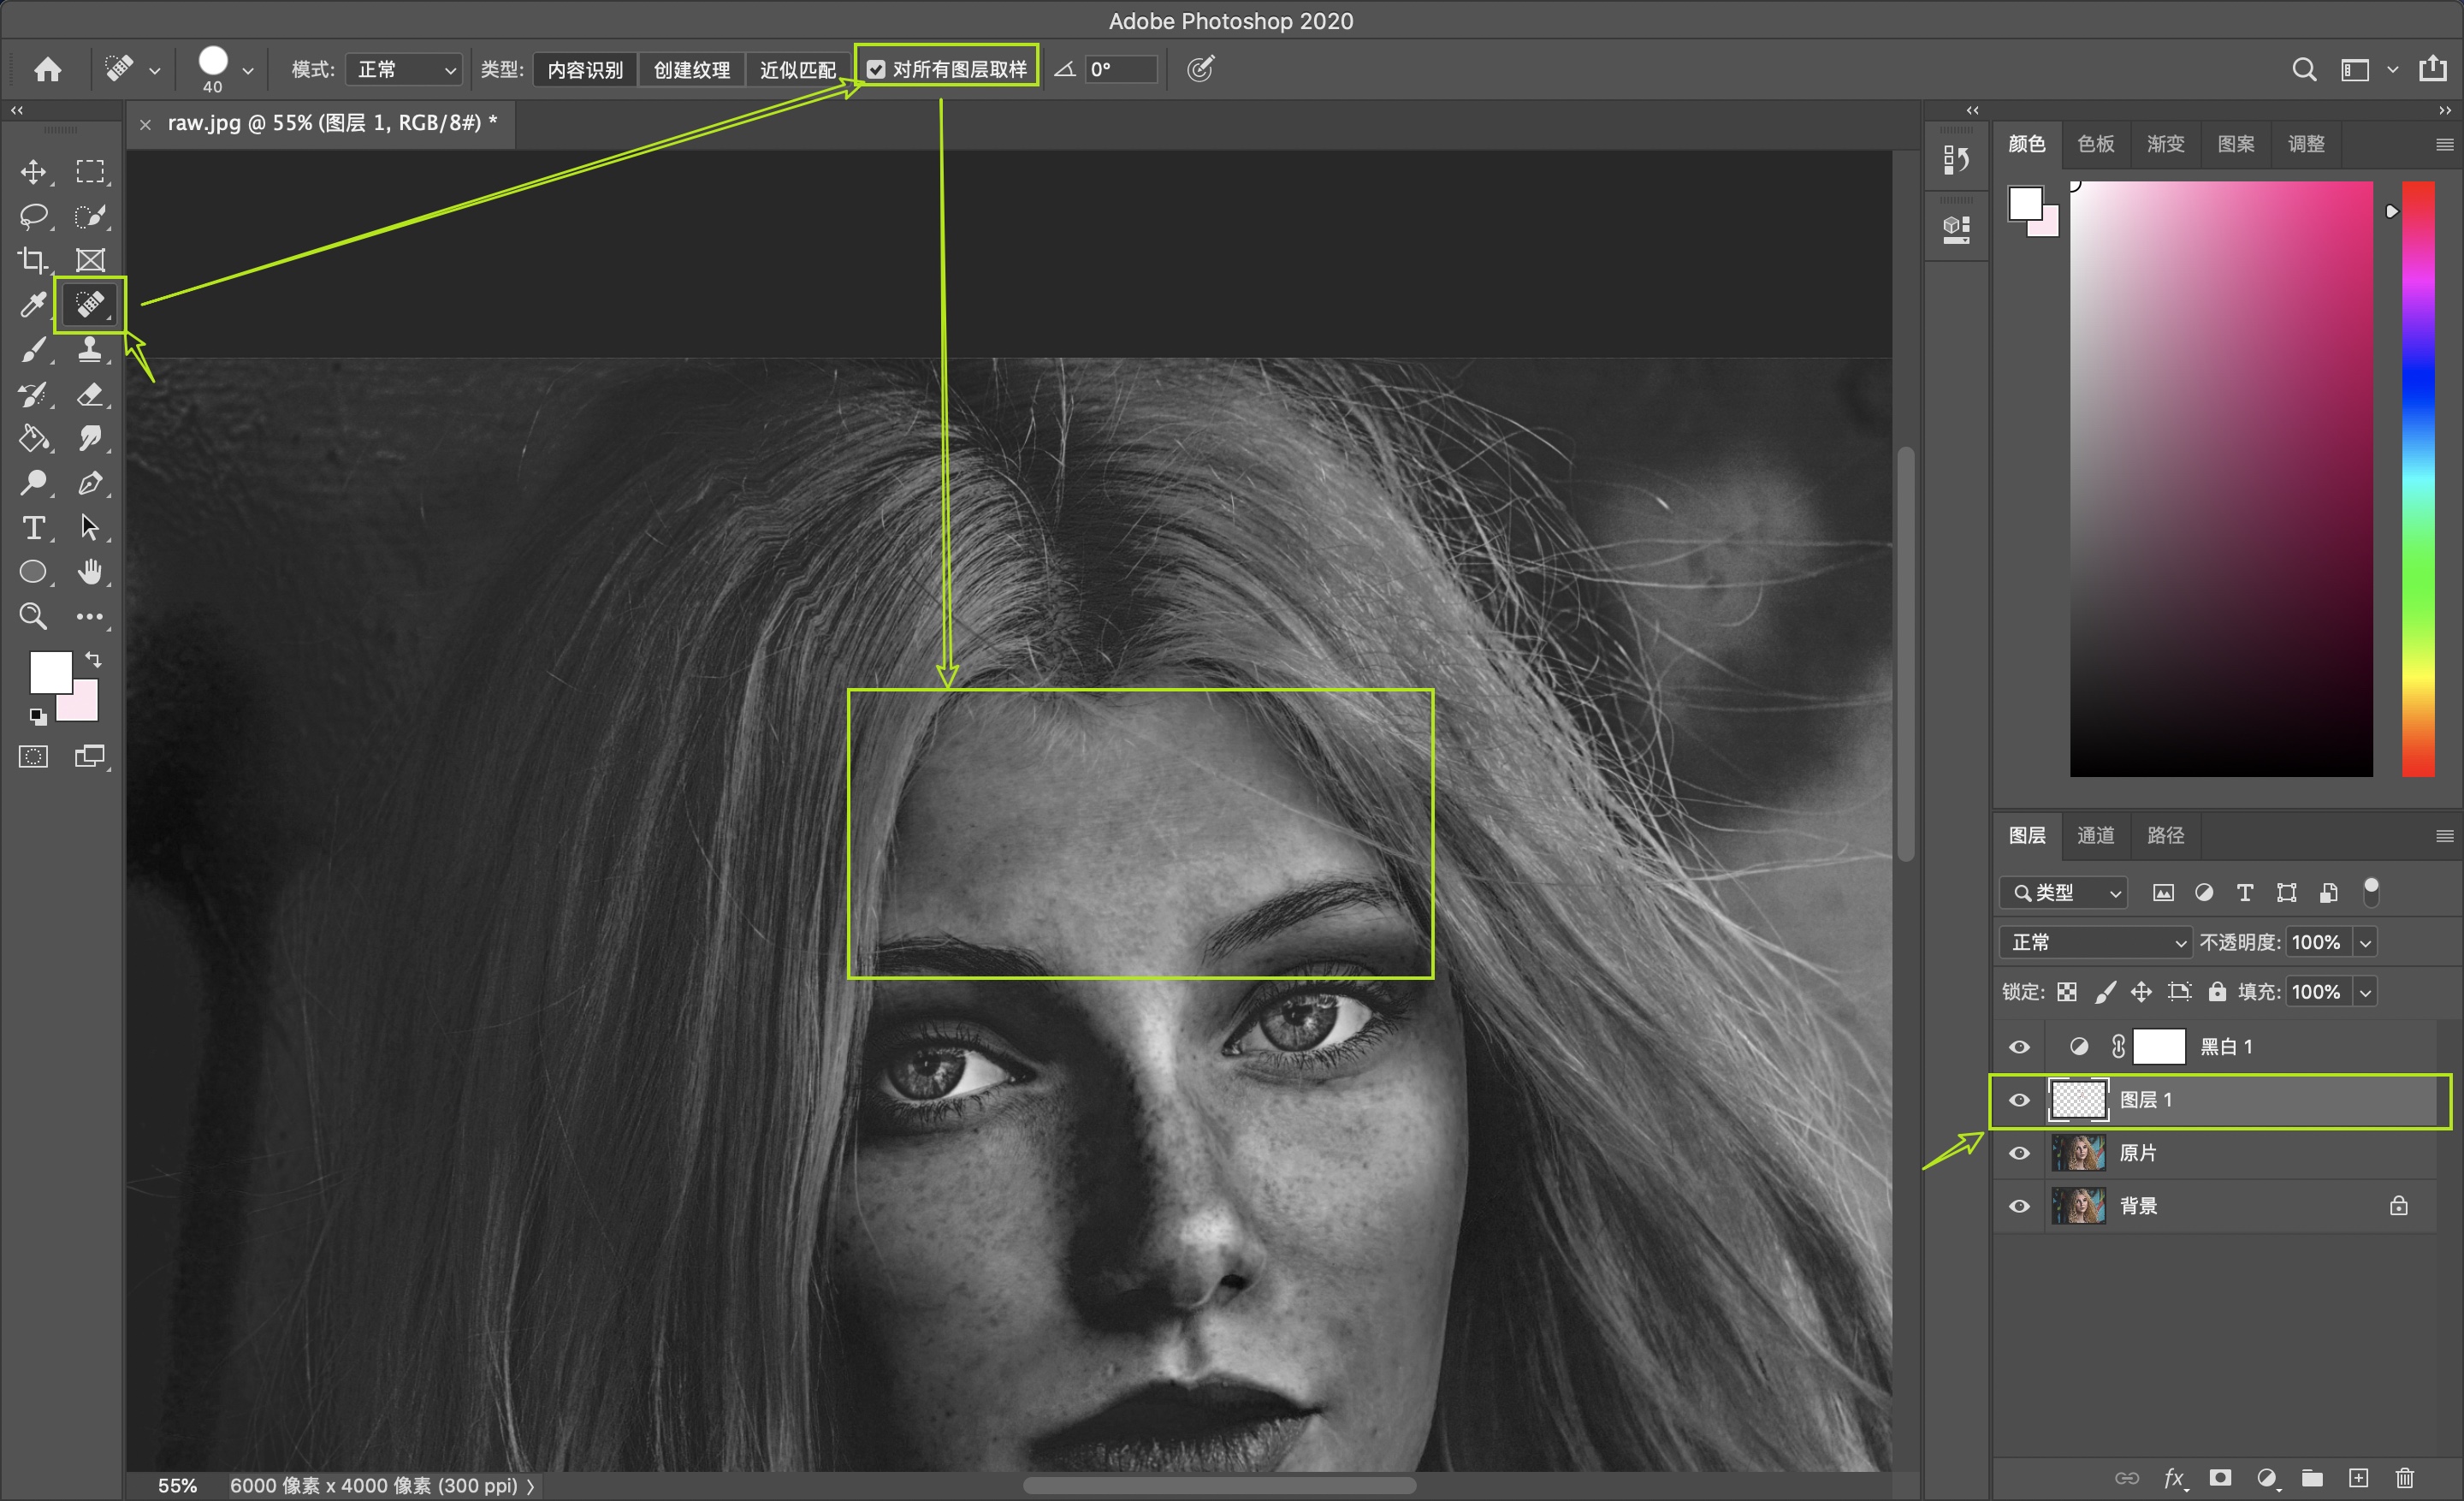 Adobe Photoshop 2020
40
模式: 正常 类型: 内容识别 创建纹理 近似匹配 对所有图层取样 0°
raw.jpg @ 55% (图层 1, RGB/8#) *
颜色 色板 渐变 图案 调整
图层 通道 路径
类型
正常 不透明度: 100%
锁定: 填充: 100%
黑白 1
图层 1
原片
背景
fx
55% 6000 像素 x 4000 像素 (300 ppi)